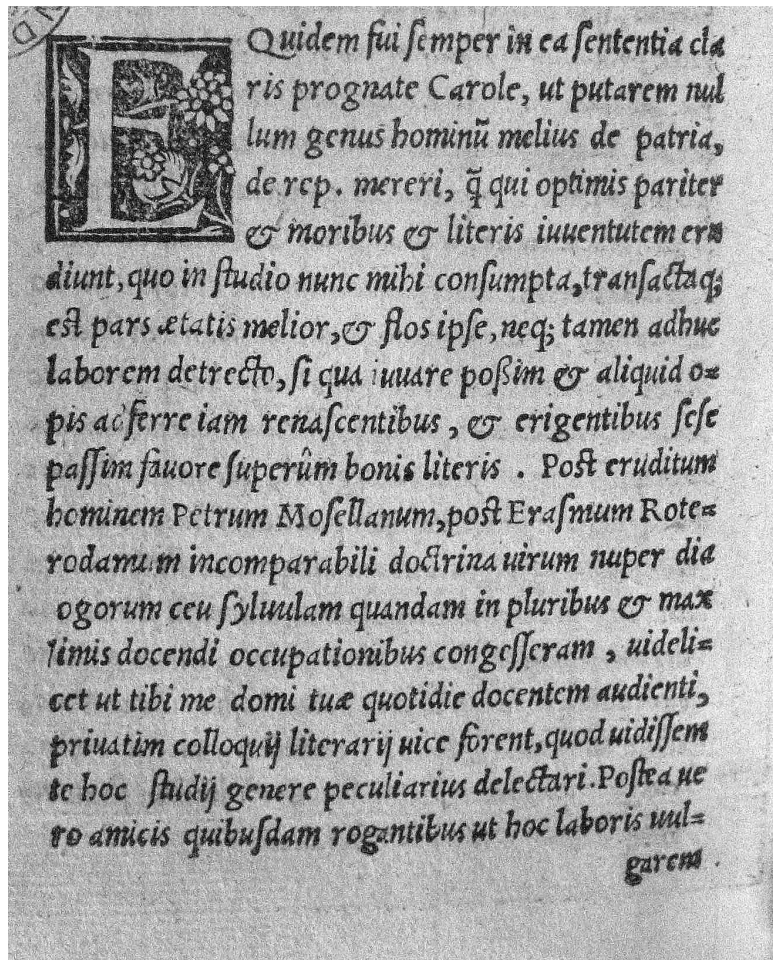 EQuidem fui ſemper in ea ſententia cla
ris prognate Carole, ut putarem nul
lum genus hominũ melius de patria,
de rep. mereri, q̃ qui optimis pariter
& moribus & literis iuuentutem eru
diunt, quo in ſtudio nunc mihi conſumpta, tranſactaq;
eſt pars ætatis melior, & flos ipſe, neq; tamen adhuc
laborem detrecto, ſi qua iuuare poßim & aliquid o=
pis adferre iam renaſcentibus, & erigentibus ſeſe
paſſim fauore ſuperûm bonis literis. Poſt eruditum
hominem Petrum Moſellanum, poſt Eraſmum Rote=
rodamum incomparabili doctrina uirum nuper dia
ogorum ceu ſyluulam quandam in pluribus & max
ſimis docendi occupationibus congeſſeram, uideli=
cet ut tibi me domi tuæ quotidie docentem audienti,
priuatim colloquij literarij uice forent, quod uidiſſem
te hoc ſtudij genere peculiarius delectari. Poſtea ue
ro amicis quibuſdam rogantibus ut hoc laboris uul=
garem